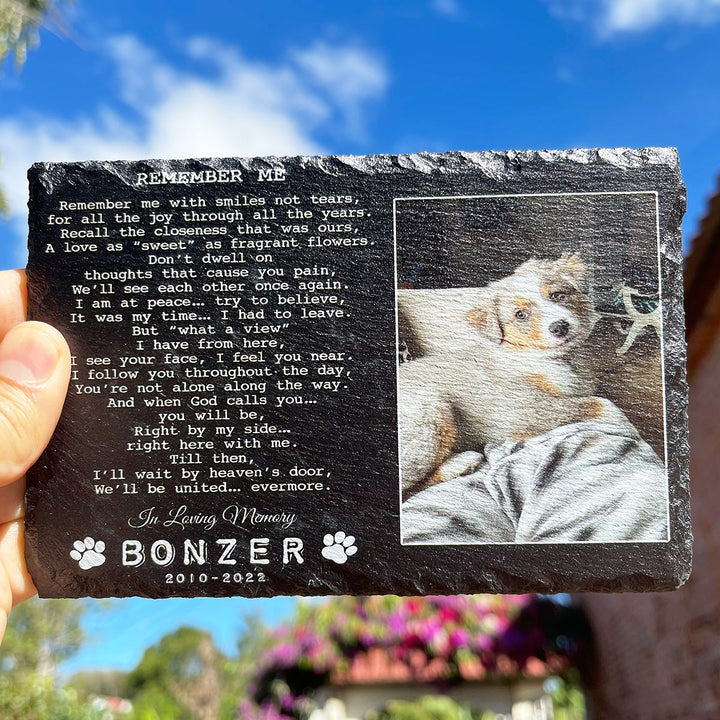 REMEMBER ME
Remember me with smiles not tears,
for all the joy through all the years.
Recall the closeness that was ours,
A love as “sweet” as fragrant flowers.
Don't dwell on
thoughts that cause you pain,
We'll see each other once again.
I am at peace… try to believe,
It was my time… I had to leave.
But “what a view”
I have from here,
I see your face, I feel you near.
I follow you throughout the day,
You're not alone along the way.
And when God calls you…
you will be,
Right by my side…
right here with me.
Till then,
I'll wait by heaven's door,
We'll be united… evermore.
In Loving Memory
BONZER
2010-2022